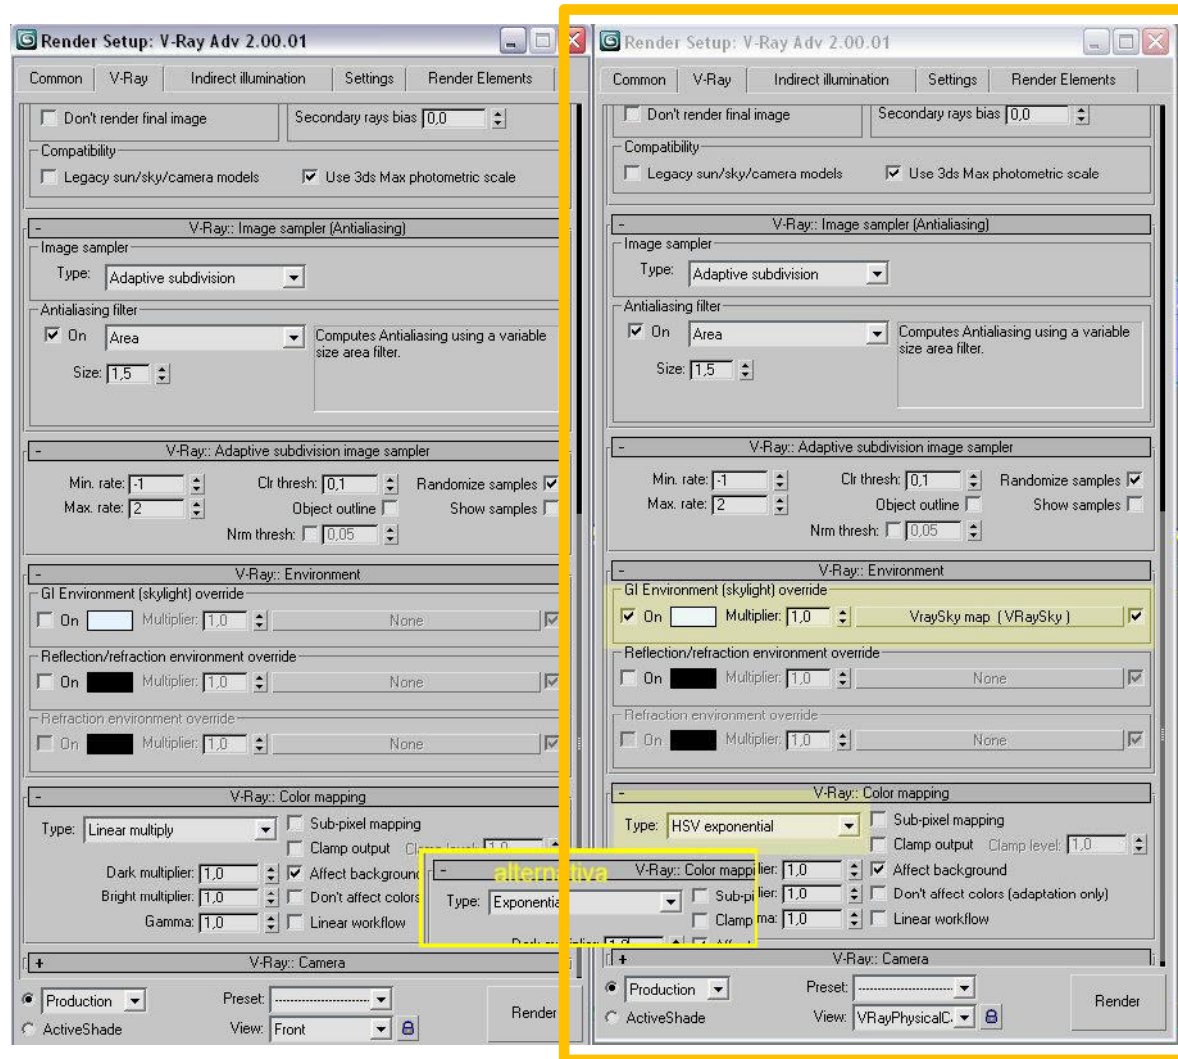 Render Setup: V-Ray Adv 2.00.01
Common V-Ray Indirect illumination Settings Render Elements
Don't render final image Secondary rays bias 0,0
Compatibility
Legacy sun/sky/camera models Use 3ds Max photometric scale
- V-Ray:: Image sampler (Antialiasing)
Image sampler
Type: Adaptive subdivision
Antialiasing filter
On Area Computes Antialiasing using a variable
size area filter.
Size: 1,5
- V-Ray:: Adaptive subdivision image sampler
Min. rate: -1 Clr thresh: 0,1 Randomize samples
Max. rate: 2 Object outline Show samples
Nrm thresh: 0,05
- V-Ray:: Environment
GI Environment (skylight) override
On Multiplier: 1,0 None
Reflection/refraction environment override
On Multiplier: 1,0 None
Refraction environment override
On Multiplier: 1,0 None
- V-Ray:: Color mapping
Type: Linear multiply Sub-pixel mapping
Clamp output
Dark multiplier: 1,0 Affect background
Bright multiplier: 1,0 Don't affect colors
Gamma: 1,0 Linear workflow
+ V-Ray:: Camera
Production Preset: Render
ActiveShade View: Front
alternativa
- V-Ray:: Color mappi
Type: Exponentia Sub-pi
Clamp
Render Setup: V-Ray Adv 2.00.01
Common V-Ray Indirect illumination Settings Render Elements
Don't render final image Secondary rays bias 0,0
Compatibility
Legacy sun/sky/camera models Use 3ds Max photometric scale
- V-Ray:: Image sampler (Antialiasing)
Image sampler
Type: Adaptive subdivision
Antialiasing filter
On Area Computes Antialiasing using a variable
size area filter.
Size: 1,5
- V-Ray:: Adaptive subdivision image sampler
Min. rate: -1 Clr thresh: 0,1 Randomize samples
Max. rate: 2 Object outline Show samples
Nrm thresh: 0,05
- V-Ray:: Environment
GI Environment (skylight) override
On Multiplier: 1,0 VraySky map ( VRaySky )
Reflection/refraction environment override
On Multiplier: 1,0 None
Refraction environment override
On Multiplier: 1,0 None
- V-Ray:: Color mapping
Type: HSV exponential Sub-pixel mapping
Clamp output Clamp level: 1,0
lier: 1,0 Affect background
lier: 1,0 Don't affect colors (adaptation only)
ma: 1,0 Linear workflow
+ V-Ray:: Camera
Production Preset: Render
ActiveShade View: VRayPhysicalC.